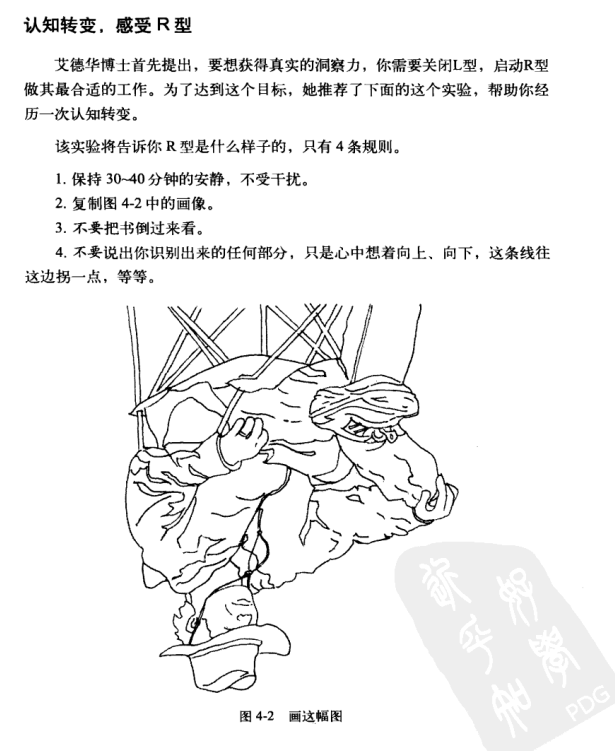 认知转变，感受 R 型
艾德华博士首先提出，要想获得真实的洞察力，你需要关闭L型，启动R型
做其最合适的工作。为了达到这个目标，她推荐了下面的这个实验，帮助你经
历一次认知转变。
该实验将告诉你 R 型是什么样子的，只有 4 条规则。
1. 保持 30~40 分钟的安静，不受干扰。
2. 复制图 4-2 中的画像。
3. 不要把书倒过来看。
4. 不要说出你识别出来的任何部分，只是心中想着向上、向下，这条线往
这边拐一点，等等。
图 4-2 画这幅图
PDG